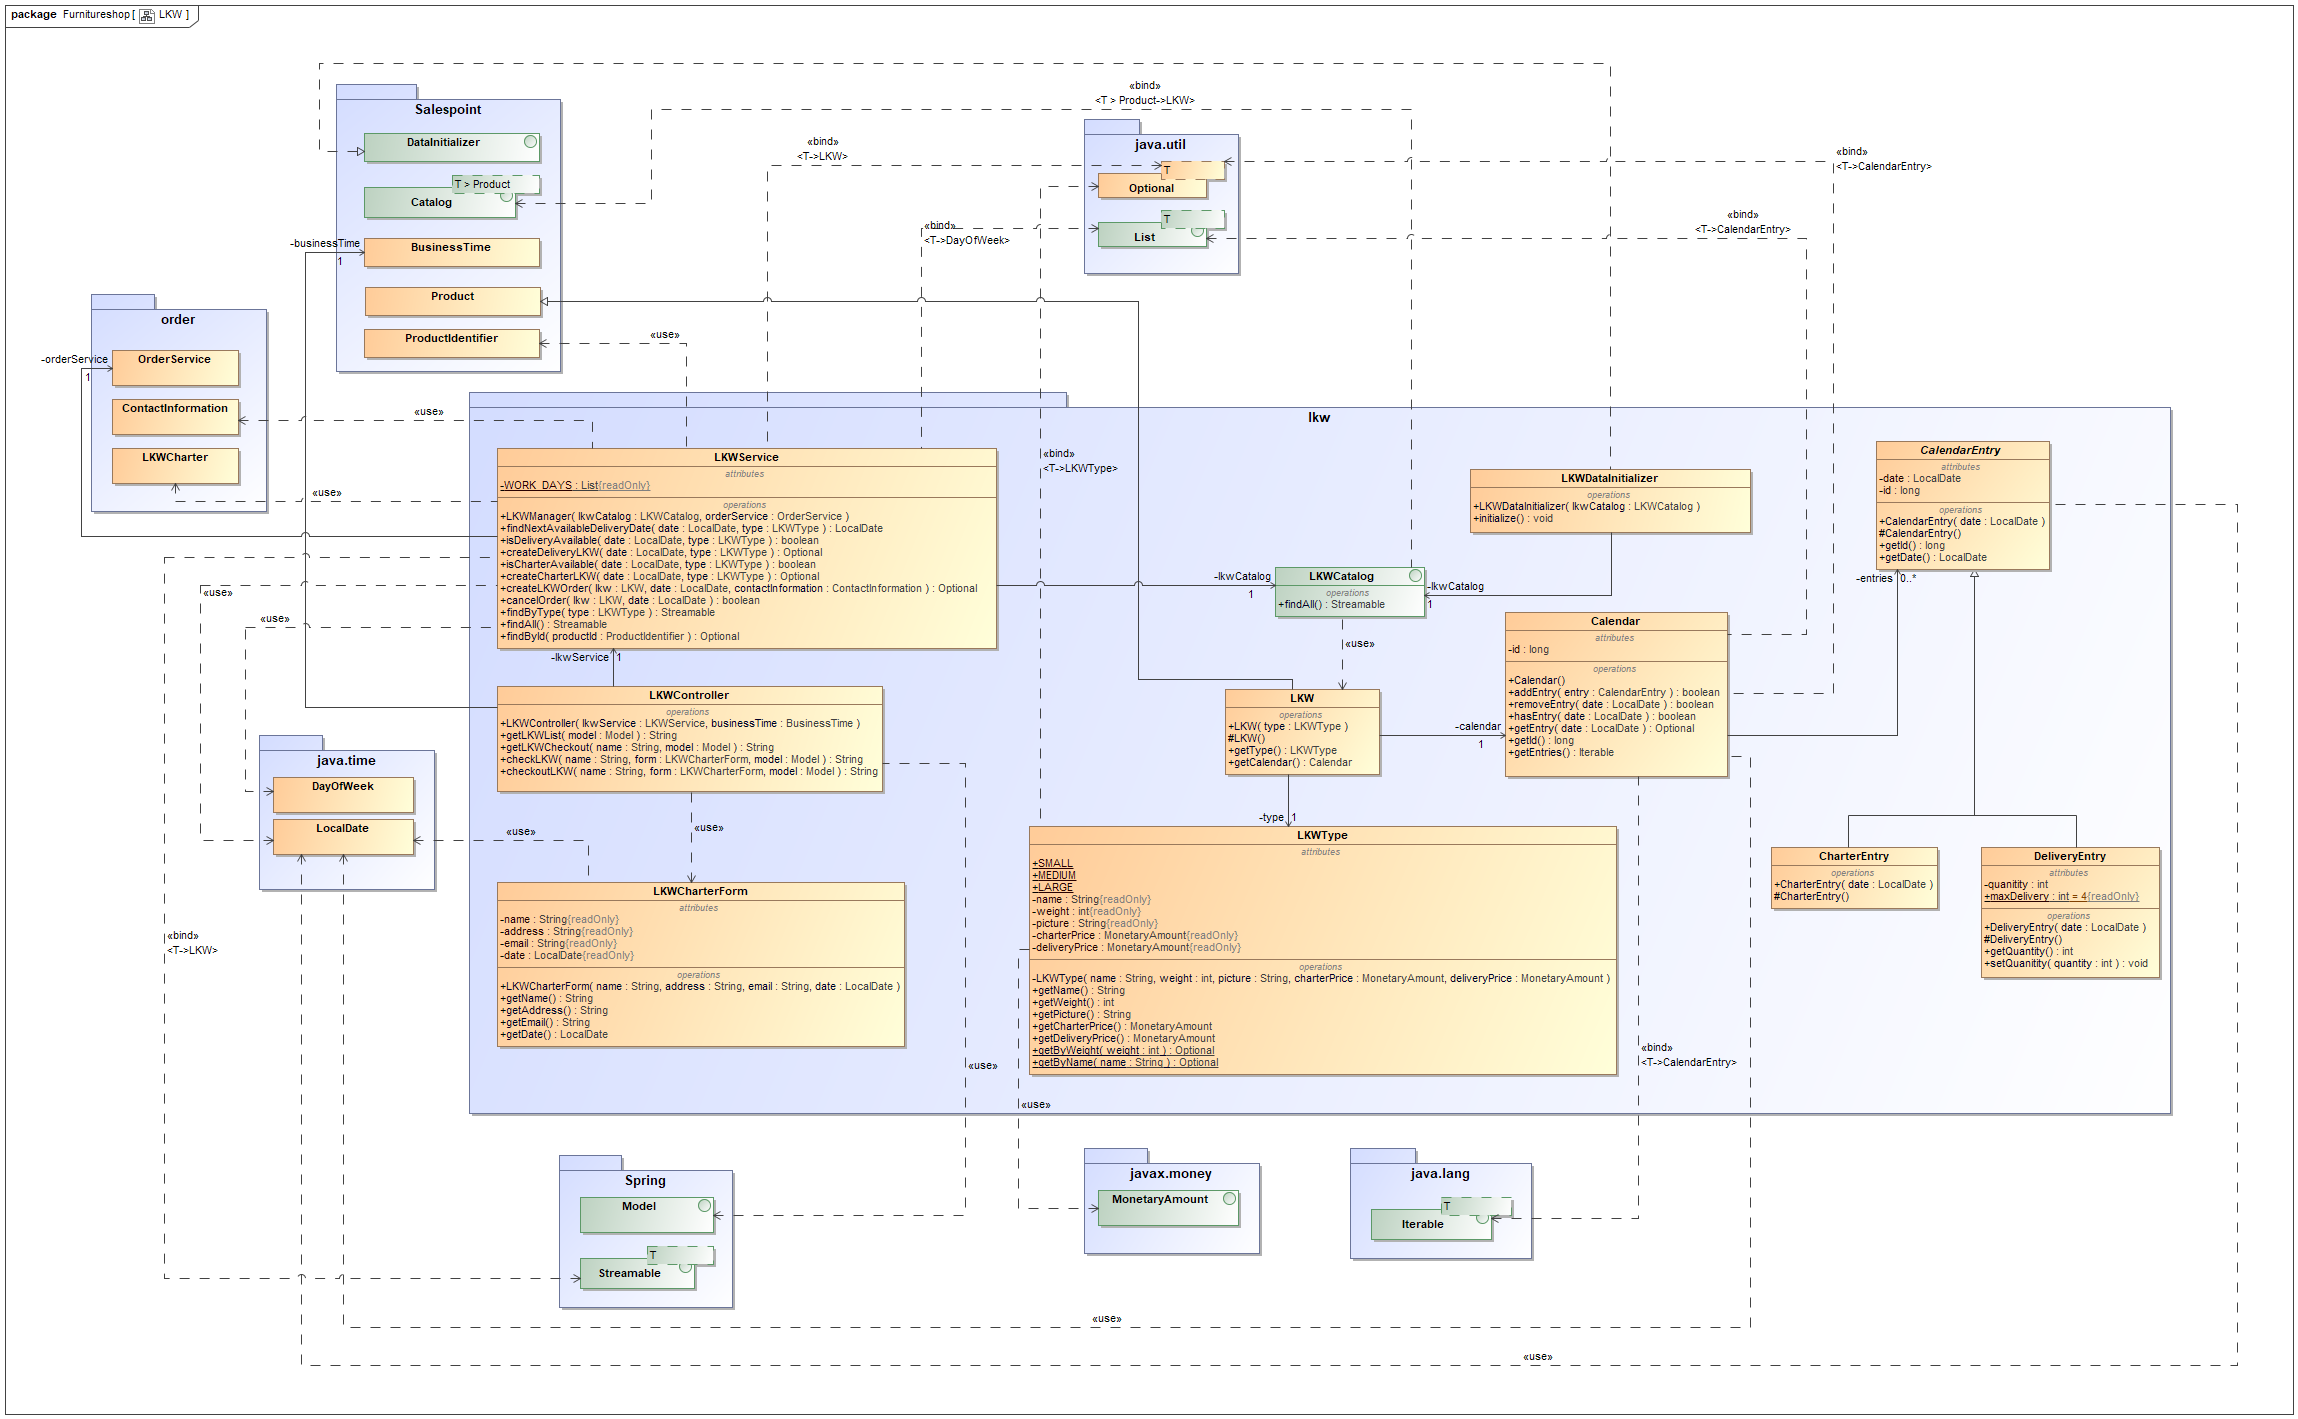 package Furnitureshop [ LKW ]
«bind»
<T > Product->LKW>
Salespoint
DataInitializer
T > Product
Catalog
-businessTime
1
BusinessTime
Product
ProductIdentifier
«bind»
<T->LKW>
java.util
T
Optional
T
List
«bind»
<T->CalendarEntry>
«bind»
<T->CalendarEntry>
«bind»
<T->DayOfWeek>
«use»
order
-orderService
1
OrderService
ContactInformation
LKWCharter
«use»
«use»
lkw
LKWService
attributes
-WORK_DAYS : List{readOnly}
operations
+LKWManager( lkwCatalog : LKWCatalog, orderService : OrderService )
+findNextAvailableDeliveryDate( date : LocalDate, type : LKWType ) : LocalDate
+isDeliveryAvailable( date : LocalDate, type : LKWType ) : boolean
+createDeliveryLKW( date : LocalDate, type : LKWType ) : Optional
+isCharterAvailable( date : LocalDate, type : LKWType ) : boolean
+createCharterLKW( date : LocalDate, type : LKWType ) : Optional
+createLKWOrder( lkw : LKW, date : LocalDate, contactInformation : ContactInformation ) : Optional
+cancelOrder( lkw : LKW, date : LocalDate ) : boolean
+findByType( type : LKWType ) : Streamable
+findAll() : Streamable
+findById( productId : ProductIdentifier ) : Optional
«bind»
<T->LKWType>
LKWDataInitializer
operations
+LKWDataInitializer( lkwCatalog : LKWCatalog )
+initialize() : void
CalendarEntry
attributes
-date : LocalDate
-id : long
operations
+CalendarEntry( date : LocalDate )
#CalendarEntry()
+getId() : long
+getDate() : LocalDate
-entries 0..*
-lkwCatalog
1
LKWCatalog
operations
+findAll() : Streamable
-lkwCatalog
1
«use»
«use»
«use»
-lkwService 1
LKWController
operations
+LKWController( lkwService : LKWService, businessTime : BusinessTime )
+getLKWList( model : Model ) : String
+getLKWCheckout( name : String, model : Model ) : String
+checkLKW( name : String, form : LKWCharterForm, model : Model ) : String
+checkoutLKW( name : String, form : LKWCharterForm, model : Model ) : String
LKW
operations
+LKW( type : LKWType )
#LKW()
+getType() : LKWType
+getCalendar() : Calendar
-calendar
1
Calendar
attributes
-id : long
operations
+Calendar()
+addEntry( entry : CalendarEntry ) : boolean
+removeEntry( date : LocalDate ) : boolean
+hasEntry( date : LocalDate ) : boolean
+getEntry( date : LocalDate ) : Optional
+getId() : long
+getEntries() : Iterable
java.time
DayOfWeek
LocalDate
«use»
«use»
-type 1
LKWType
attributes
+SMALL
+MEDIUM
+LARGE
-name : String{readOnly}
-weight : int{readOnly}
-picture : String{readOnly}
-charterPrice : MonetaryAmount{readOnly}
-deliveryPrice : MonetaryAmount{readOnly}
operations
-LKWType( name : String, weight : int, picture : String, charterPrice : MonetaryAmount, deliveryPrice : MonetaryAmount )
+getName() : String
+getWeight() : int
+getPicture() : String
+getCharterPrice() : MonetaryAmount
+getDeliveryPrice() : MonetaryAmount
+getByWeight( weight : int ) : Optional
+getByName( name : String ) : Optional
CharterEntry
operations
+CharterEntry( date : LocalDate )
#CharterEntry()
DeliveryEntry
attributes
-quanitity : int
+maxDelivery : int = 4{readOnly}
operations
+DeliveryEntry( date : LocalDate )
#DeliveryEntry()
+getQuantity() : int
+setQuanitity( quantity : int ) : void
LKWCharterForm
attributes
-name : String{readOnly}
-address : String{readOnly}
-email : String{readOnly}
-date : LocalDate{readOnly}
operations
+LKWCharterForm( name : String, address : String, email : String, date : LocalDate )
+getName() : String
+getAddress() : String
+getEmail() : String
+getDate() : LocalDate
«bind»
<T->LKW>
«use»
«use»
«bind»
<T->CalendarEntry>
Spring
Model
T
Streamable
javax.money
MonetaryAmount
java.lang
T
Iterable
«use»
«use»